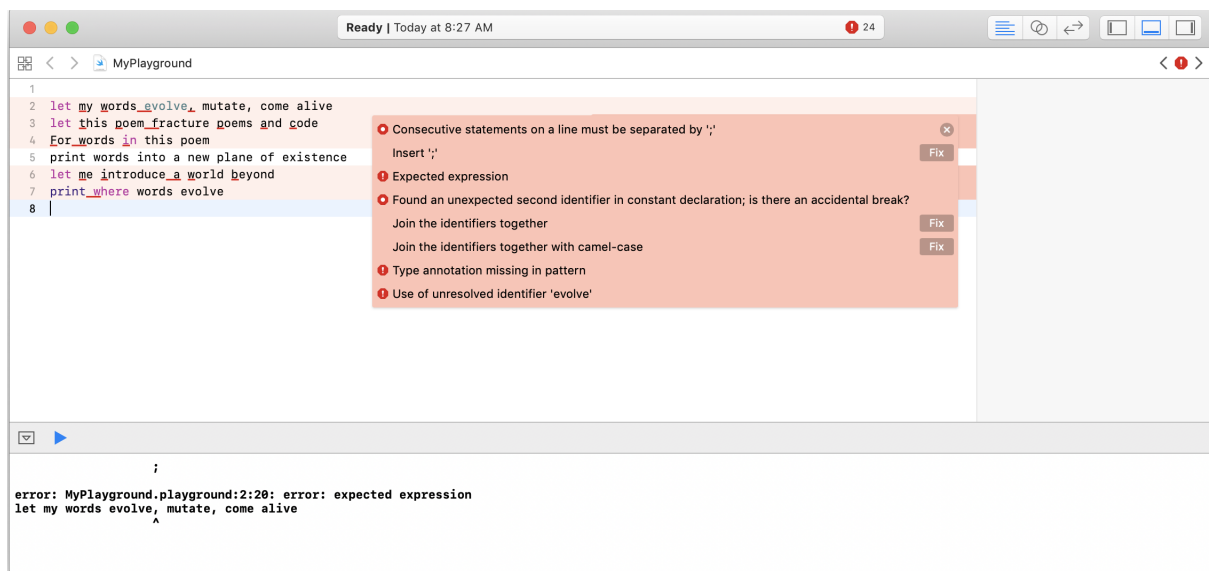 Ready | Today at 8:27 AM
24
MyPlayground
1
2 let my words evolve, mutate, come alive
3 let this poem fracture poems and code
4 For words in this poem
5 print words into a new plane of existence
6 let me introduce a world beyond
7 print where words evolve
8
Consecutive statements on a line must be separated by ';'
Insert ';' Fix
Expected expression
Found an unexpected second identifier in constant declaration; is there an accidental break?
Join the identifiers together Fix
Join the identifiers together with camel-case Fix
Type annotation missing in pattern
Use of unresolved identifier 'evolve'
;
error: MyPlayground.playground:2:20: error: expected expression
let my words evolve, mutate, come alive
^